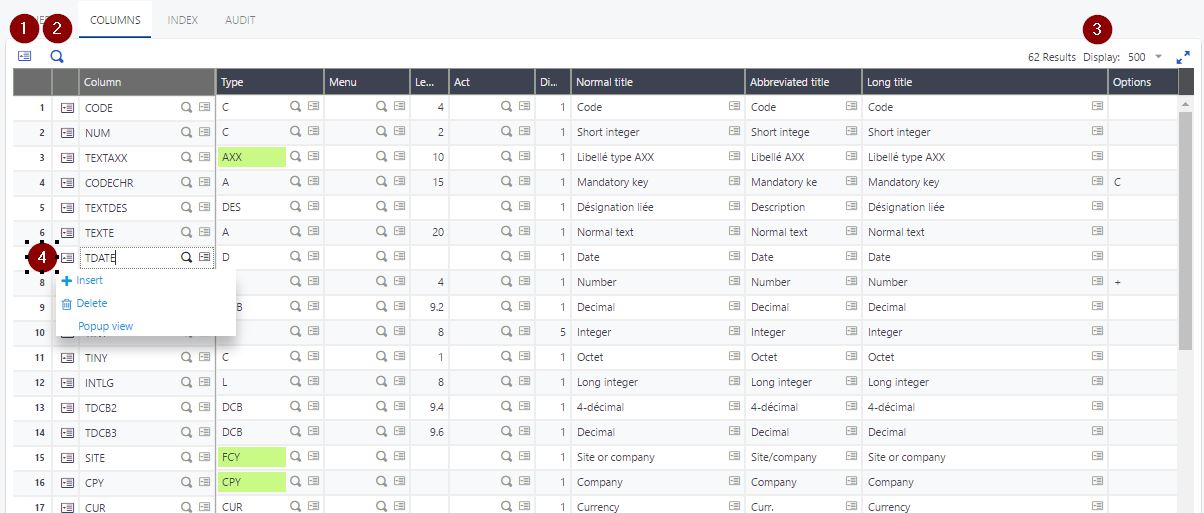 COLUMNS INDEX AUDIT
1 2 3
62 Results Display: 500
Column Type Menu Le... Act Di... Normal title Abbreviated title Long title Options
1 CODE C 4 1 Code Code Code
2 NUM C 2 1 Short integer Short intege Short integer
3 TEXTAXX AXX 10 1 Libellé type AXX Libellé AXX Libellé type AXX
4 CODECHR A 15 1 Mandatory key Mandatory ke Mandatory key C
5 TEXTDES DES 1 Désignation liée Description Désignation liée
6 TEXTE A 20 1 Normal text Normal text Normal text
4 TDATE D 1 Date Date Date
8 4 1 Number Number Number +
Insert
9 9.2 1 Decimal Decimal Decimal
Delete
10 8 5 Integer Integer Integer
Popup view
11 TINY C 1 1 Octet Octet Octet
12 INTLG L 8 1 Long integer Long integer Long integer
13 TDCB2 DCB 9.4 1 4-décimal 4-décimal 4-décimal
14 TDCB3 DCB 9.6 1 Decimal Decimal Decimal
15 SITE FCY 1 Site or company Site/company Site or company
16 CPY CPY 1 Company Company Company
17 CUR CUR 1 Currency Curr. Currency